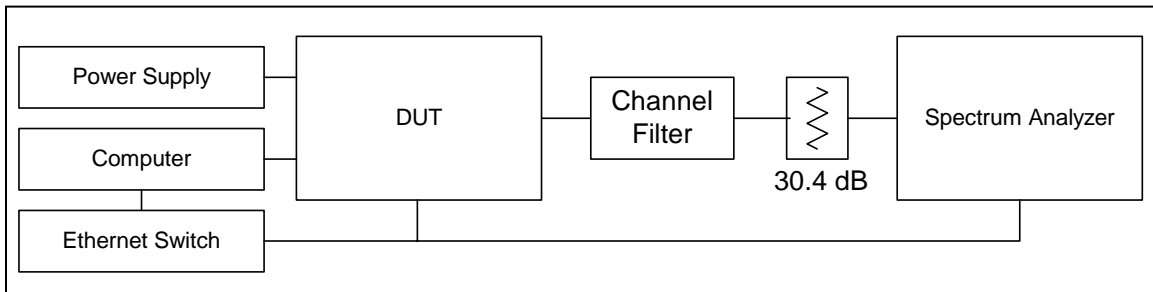 Power Supply
Computer
Ethernet Switch
DUT
Channel
Filter
30.4 dB
Spectrum Analyzer